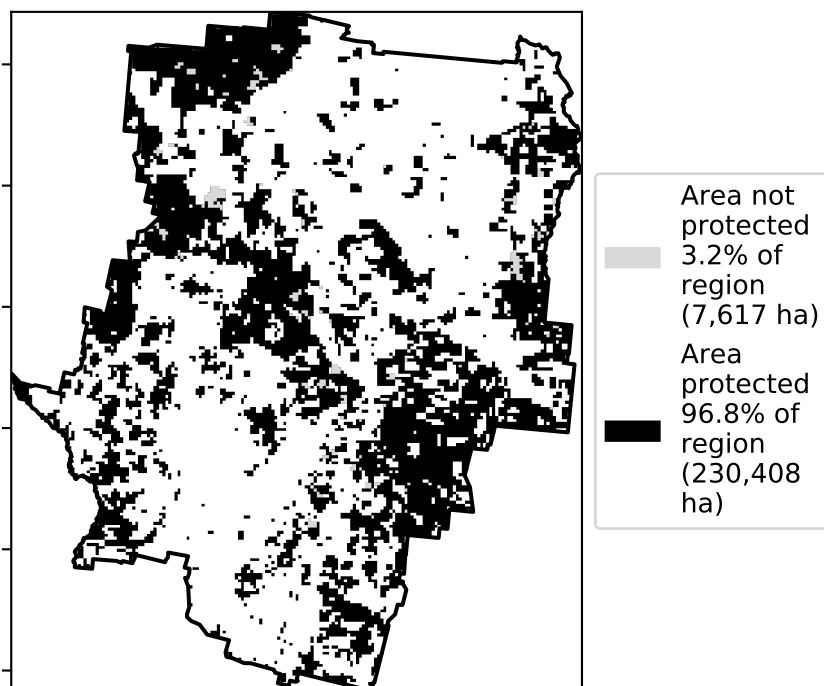 Area not
protected
3.2% of
region
(7,617 ha)
Area
protected
96.8% of
region
(230,408
ha)